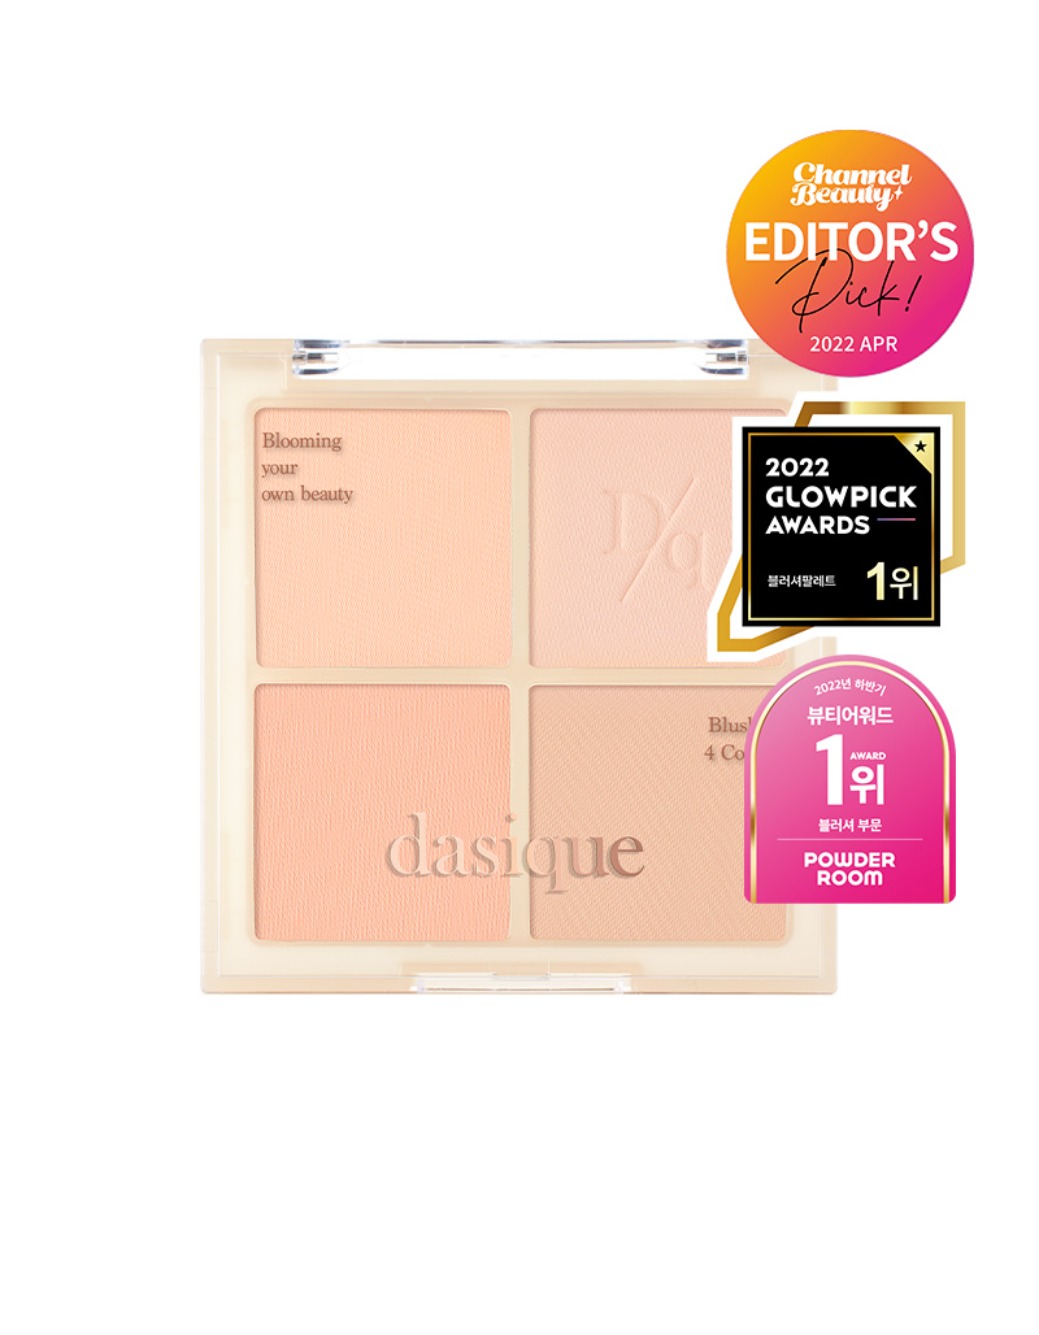 Channel
Beauty
EDITOR'S
Pick!
2022 APR
Blooming
your
own beauty
D/q
2022
GLOWPICK
AWARDS
블러셔팔레트
1위
4
2022년 하반기
뷰티어워드
1위
AWARD
블러셔 부문
POWDER
ROOM
dasique